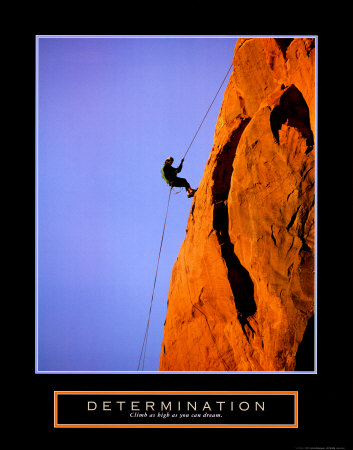 DETERMINATION
Climb as high as you can dream.